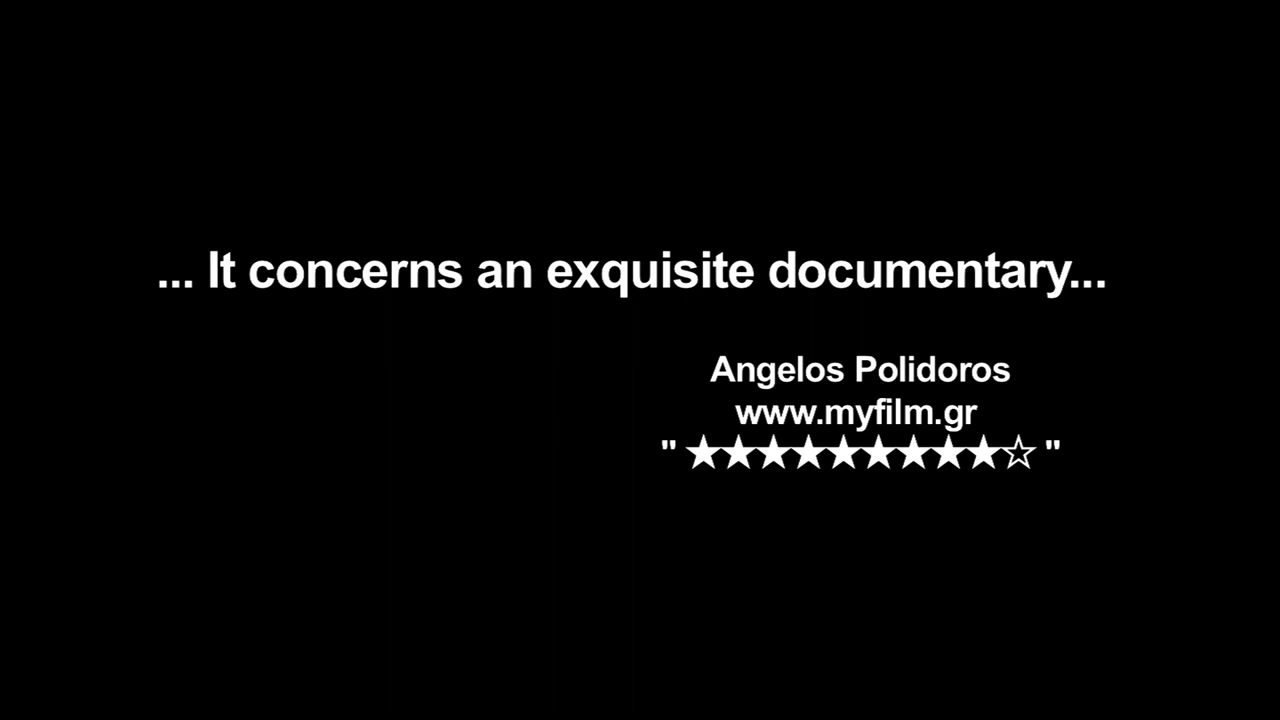 ... It concerns an exquisite documentary...
Angelos Polidoros
www.myfilm.gr
" ★★★★★★★★★☆ "